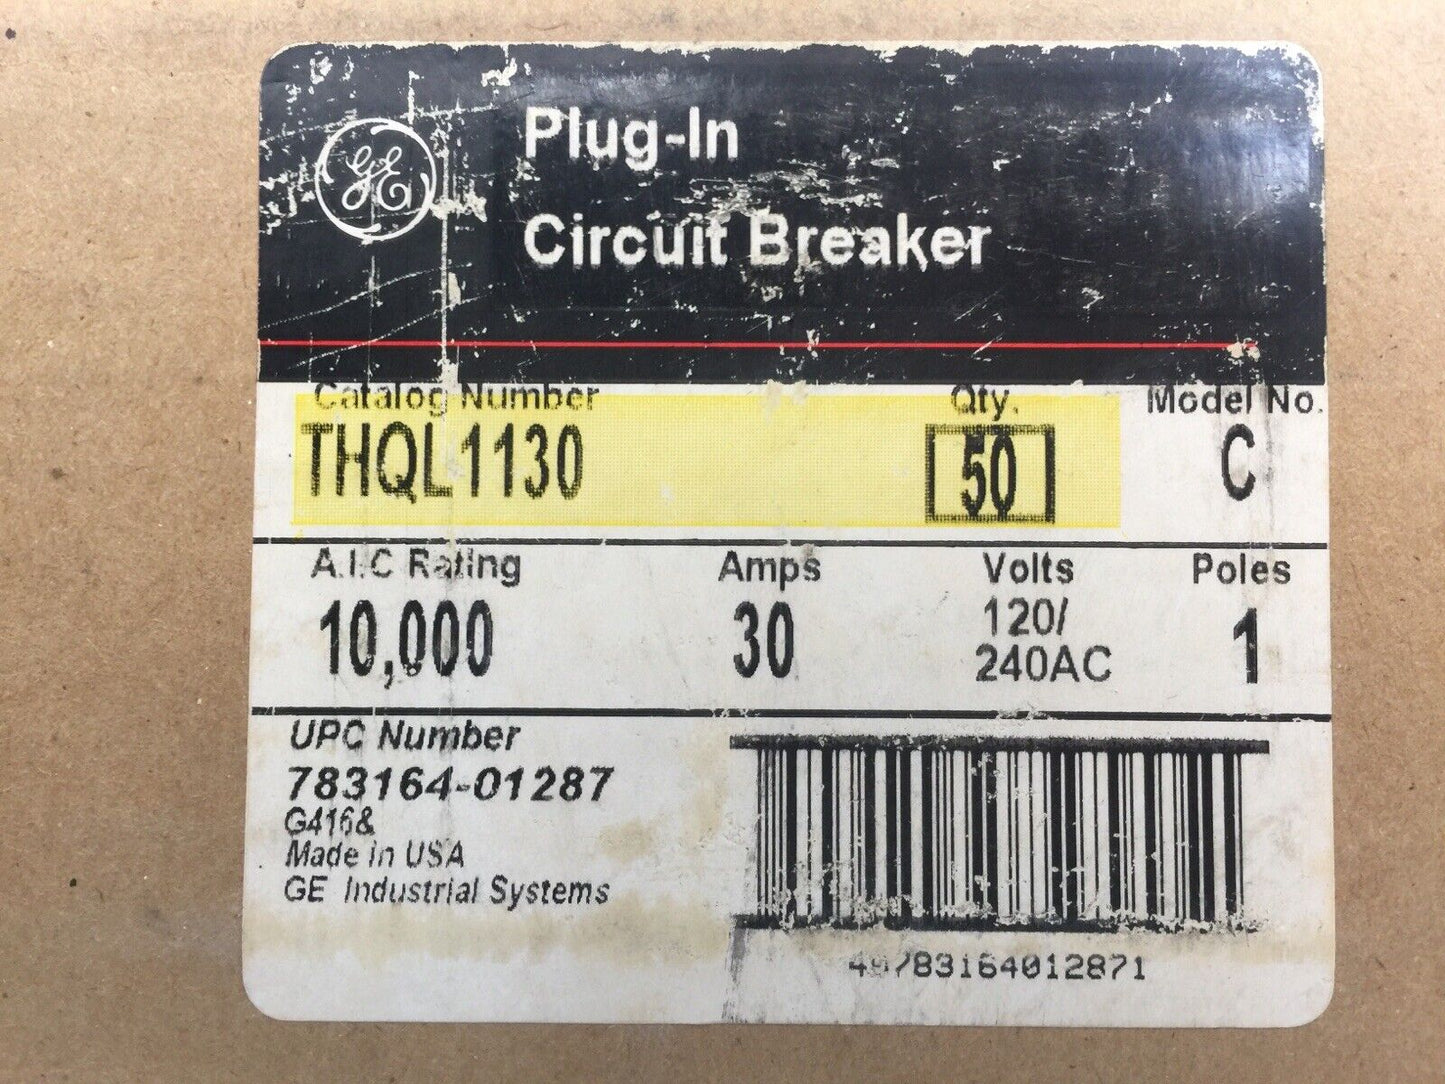 GE
Plug-In
Circuit Breaker
Catalog Number Qty. Model No.
THQL1130 50 C
A.I.C Rating Amps Volts Poles
10,000 30 120/ 1
240AC
UPC Number
783164-01287
G416&
Made in USA
GE Industrial Systems
783164012871